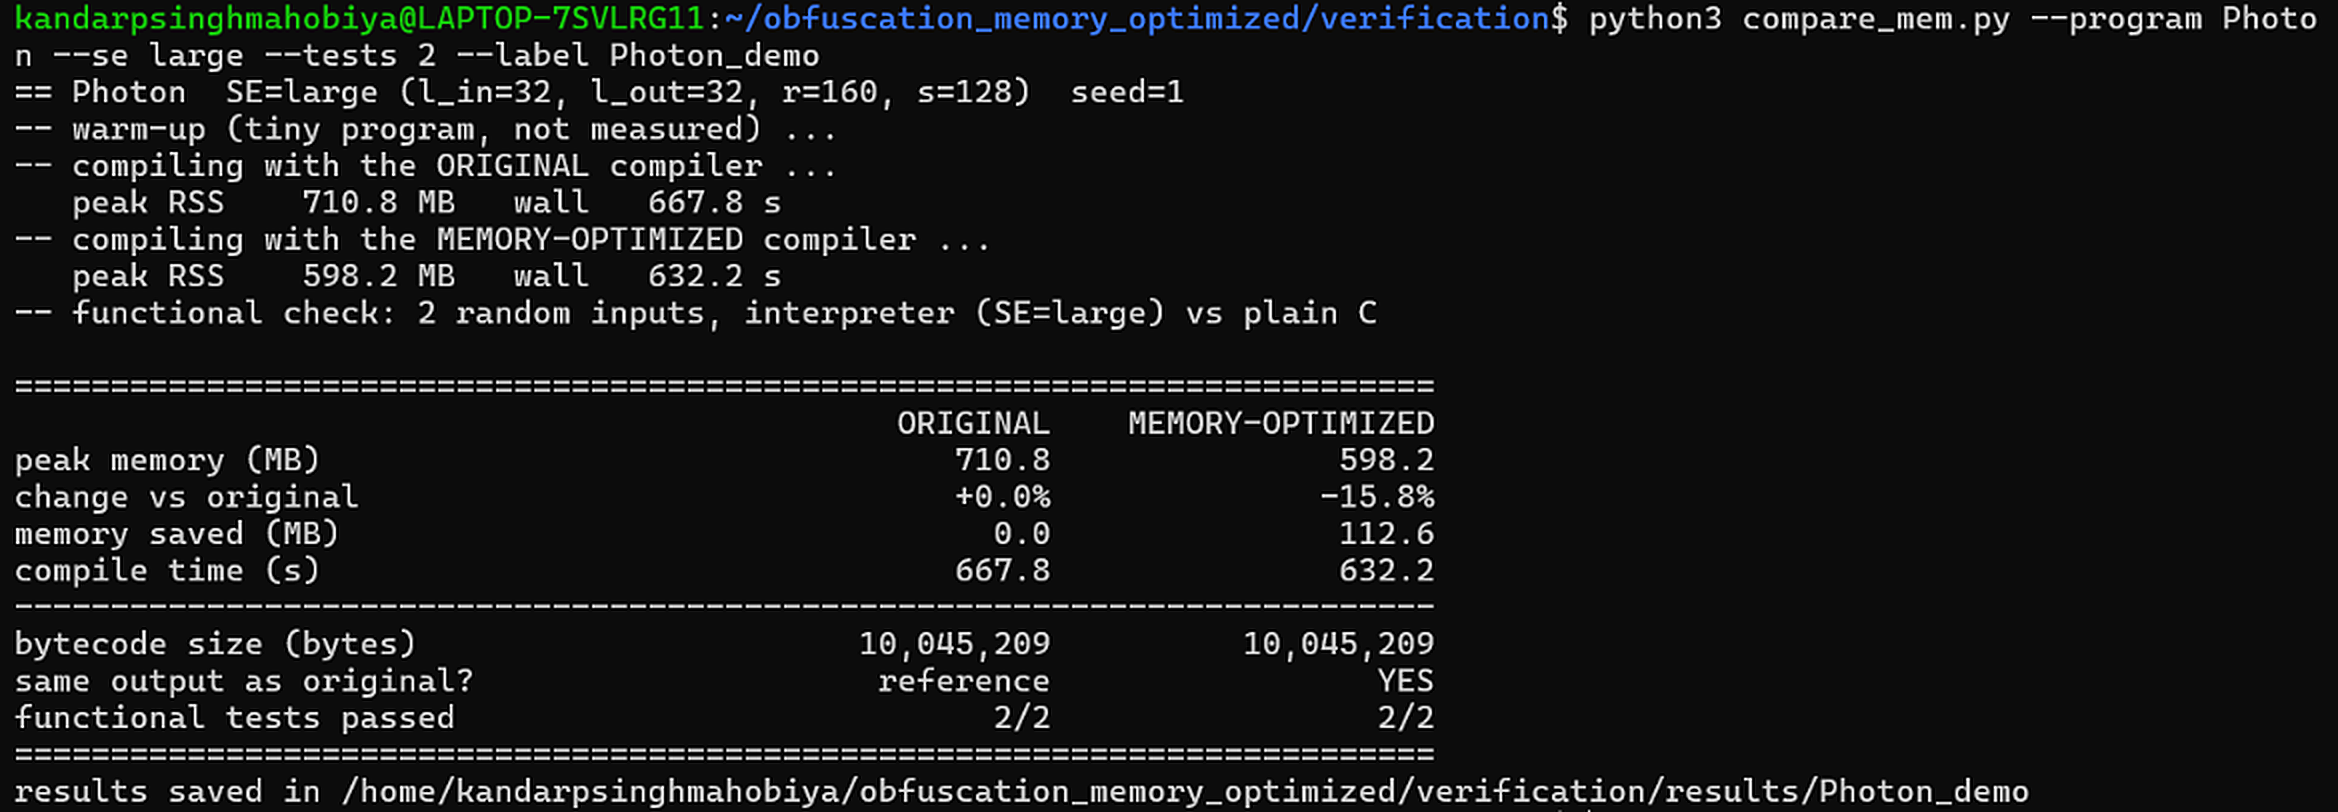 kandarpsinghmahobiya@LAPTOP-7SVLRG11:~/obfuscation_memory_optimized/verification$ python3 compare_mem.py --program Photo
n --se large --tests 2 --label Photon_demo
== Photon  SE=large (l_in=32, l_out=32, r=160, s=128)  seed=1
-- warm-up (tiny program, not measured) ...
-- compiling with the ORIGINAL compiler ...
   peak RSS    710.8 MB   wall   667.8 s
-- compiling with the MEMORY-OPTIMIZED compiler ...
   peak RSS    598.2 MB   wall   632.2 s
-- functional check: 2 random inputs, interpreter (SE=large) vs plain C
==========================================================================
                                              ORIGINAL    MEMORY-OPTIMIZED
peak memory (MB)                                 710.8               598.2
change vs original                               +0.0%              -15.8%
memory saved (MB)                                  0.0               112.6
compile time (s)                                 667.8               632.2
--------------------------------------------------------------------------
bytecode size (bytes)                       10,045,209          10,045,209
same output as original?                     reference                 YES
functional tests passed                            2/2                 2/2
==========================================================================
results saved in /home/kandarpsinghmahobiya/obfuscation_memory_optimized/verification/results/Photon_demo